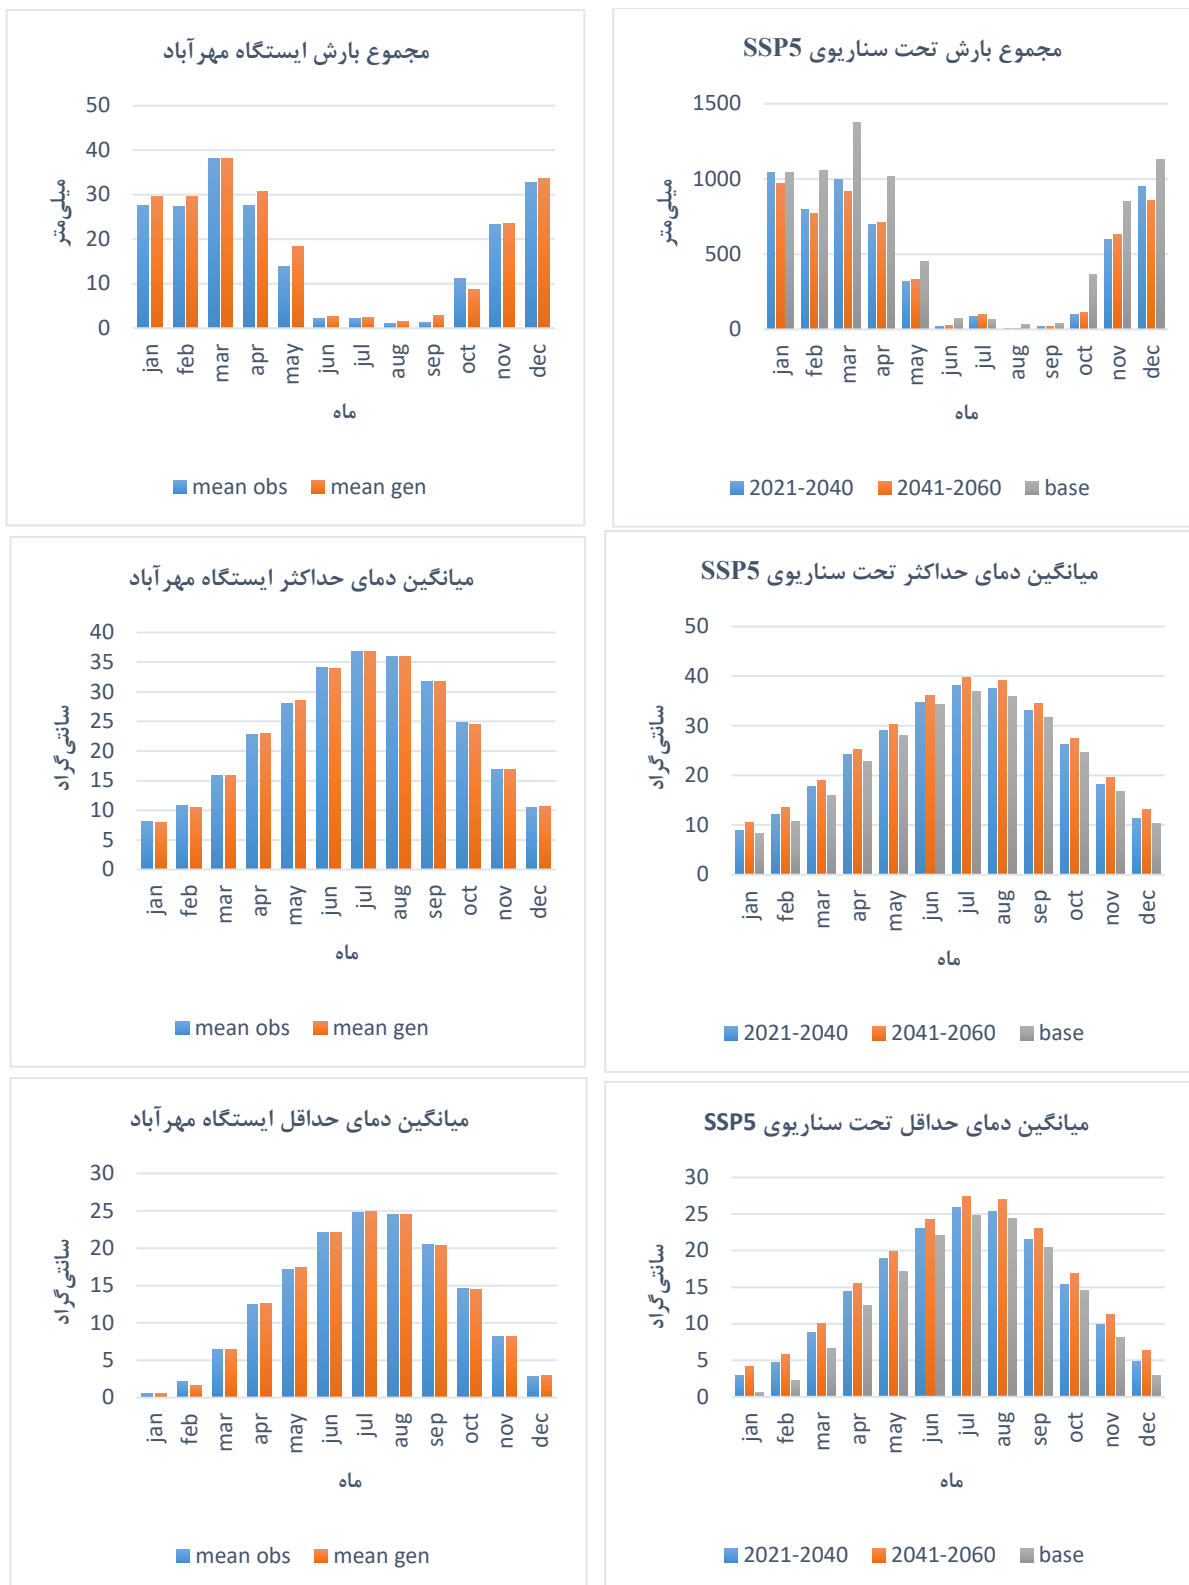 مجموع بارش ایستگاه مهرآباد
میلی‌متر
50
40
30
20
10
0
jan feb mar apr may jun jul aug sep oct nov dec
ماه
mean obs mean gen
مجموع بارش تحت سناریوی SSP5
میلی‌متر
1500
1000
500
0
jan feb mar apr may jun jul aug sep oct nov dec
ماه
2021-2040 2041-2060 base
میانگین دمای حداکثر ایستگاه مهرآباد
سانتی‌گراد
40
35
30
25
20
15
10
5
0
jan feb mar apr may jun jul aug sep oct nov dec
ماه
mean obs mean gen
میانگین دمای حداکثر تحت سناریوی SSP5
سانتی‌گراد
50
40
30
20
10
0
jan feb mar apr may jun jul aug sep oct nov dec
ماه
2021-2040 2041-2060 base
میانگین دمای حداقل ایستگاه مهرآباد
سانتی‌گراد
30
25
20
15
10
5
0
jan feb mar apr may jun jul aug sep oct nov dec
ماه
mean obs mean gen
میانگین دمای حداقل تحت سناریوی SSP5
سانتی‌گراد
30
25
20
15
10
5
0
jan feb mar apr may jun jul aug sep oct nov dec
ماه
2021-2040 2041-2060 base